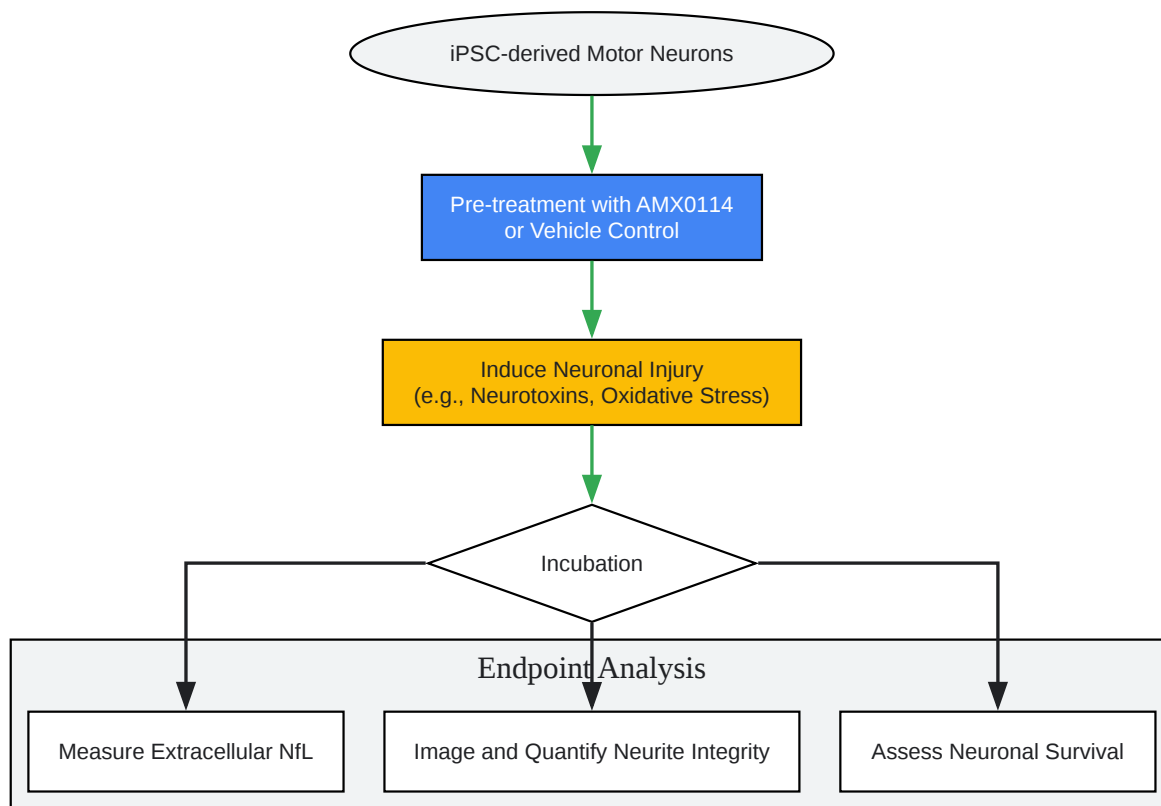 iPSC-derived Motor Neurons
Pre-treatment with AMX0114
or Vehicle Control
Induce Neuronal Injury
(e.g., Neurotoxins, Oxidative Stress)
Incubation
Endpoint Analysis
Measure Extracellular NfL
Image and Quantify Neurite Integrity
Assess Neuronal Survival